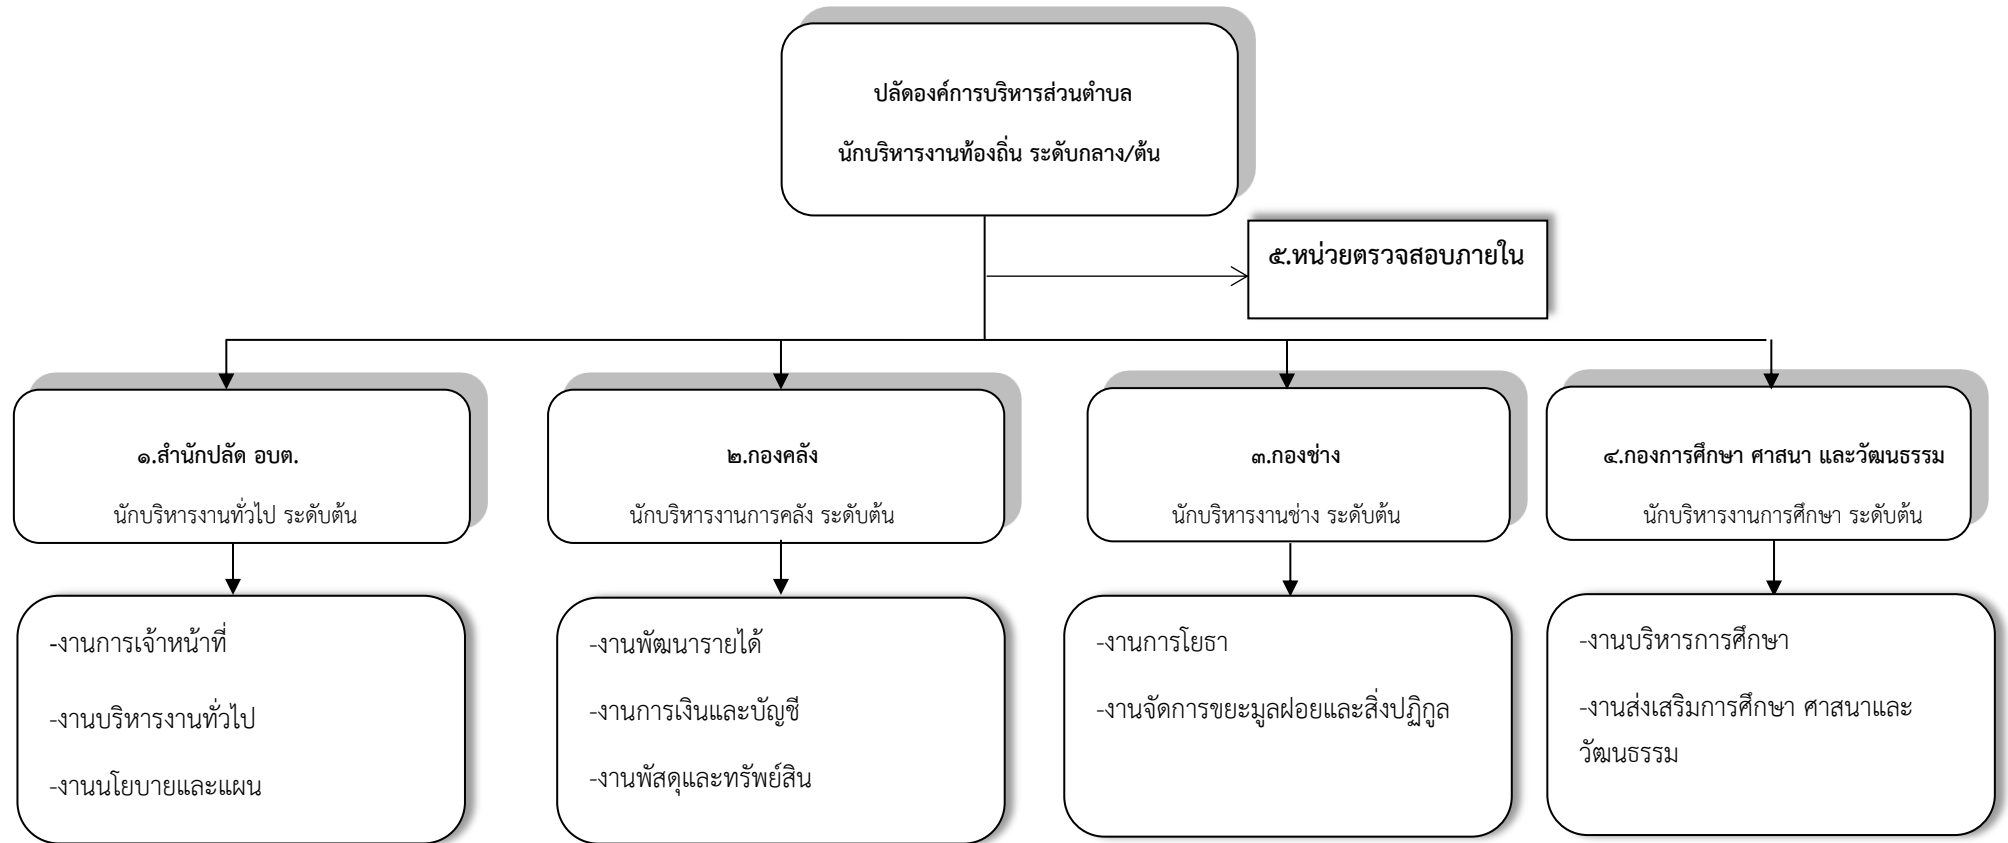 ปลัดองค์การบริหารส่วนตำบล
นักบริหารงานท้องถิ่น ระดับกลาง/ต้น
๕.หน่วยตรวจสอบภายใน
๑.สำนักปลัด อบต.
นักบริหารงานทั่วไป ระดับต้น
๒.กองคลัง
นักบริหารงานการคลัง ระดับต้น
๓.กองช่าง
นักบริหารงานช่าง ระดับต้น
๔.กองการศึกษา ศาสนา และวัฒนธรรม
นักบริหารงานการศึกษา ระดับต้น
-งานการเจ้าหน้าที่
-งานบริหารงานทั่วไป
-งานนโยบายและแผน
-งานพัฒนารายได้
-งานการเงินและบัญชี
-งานพัสดุและทรัพย์สิน
-งานการโยธา
-งานจัดการขยะมูลฝอยและสิ่งปฏิกูล
-งานบริหารการศึกษา
-งานส่งเสริมการศึกษา ศาสนาและ
วัฒนธรรม